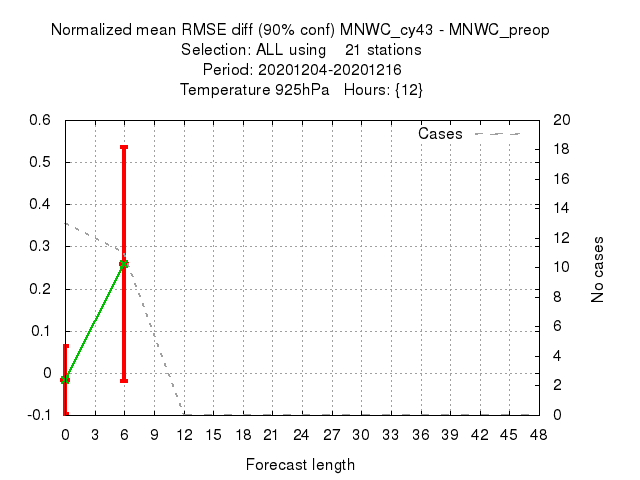 Normalized mean RMSE diff (90% conf) MNWC_cy43 - MNWC_preop
Selection: ALL using    21 stations
Period: 20201204-20201216
Temperature 925hPa   Hours: {12}
Cases
0.6
0.5
0.4
0.3
0.2
0.1
0
-0.1
20
18
16
14
12
10
8
6
4
2
0
No cases
0 3 6 9 12 15 18 21 24 27 30 33 36 39 42 45 48
Forecast length